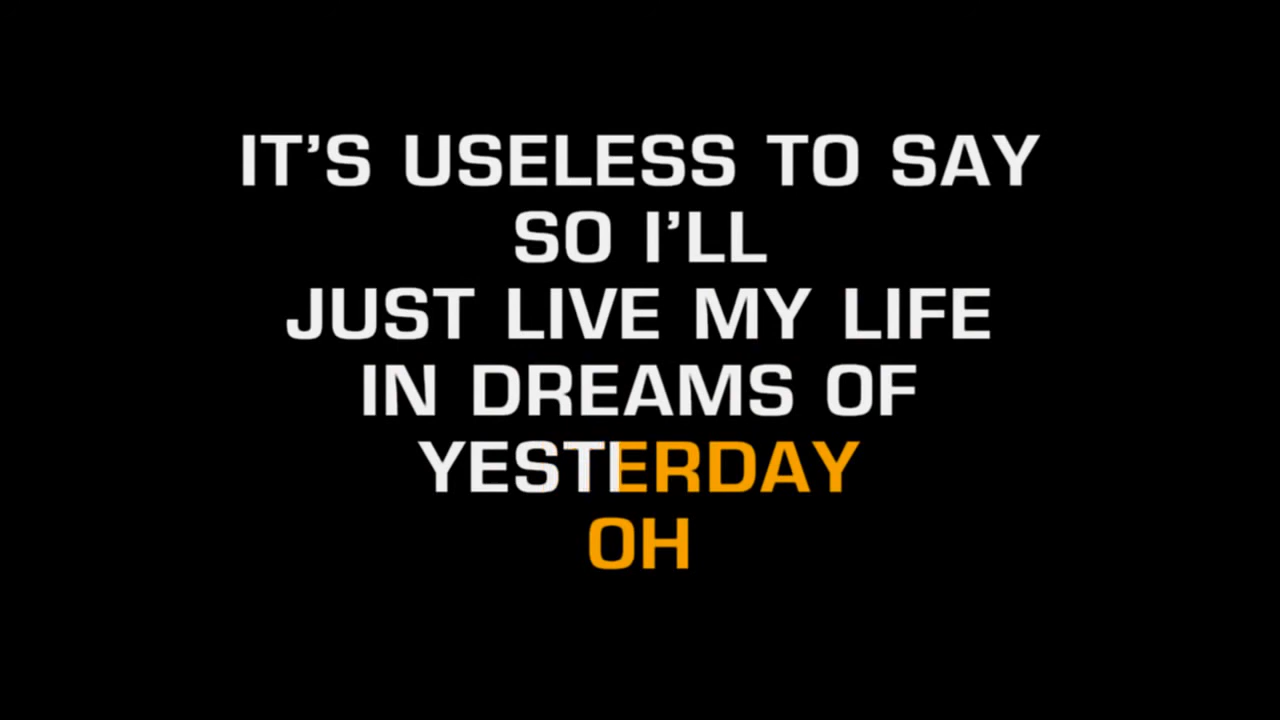 IT'S USELESS TO SAY
SO I'LL
JUST LIVE MY LIFE
IN DREAMS OF
YESTERDAY
OH